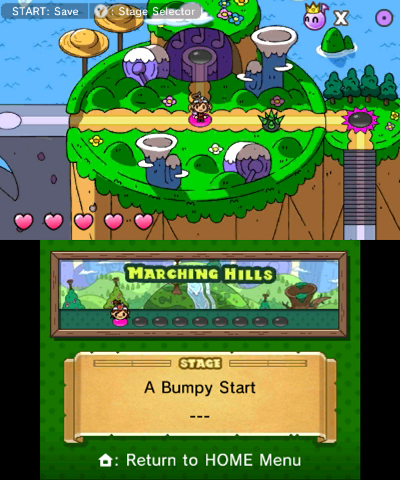 START: Save Y: Stage Selector
X
MARCHING HILLS
STAGE
A Bumpy Start
---
: Return to HOME Menu